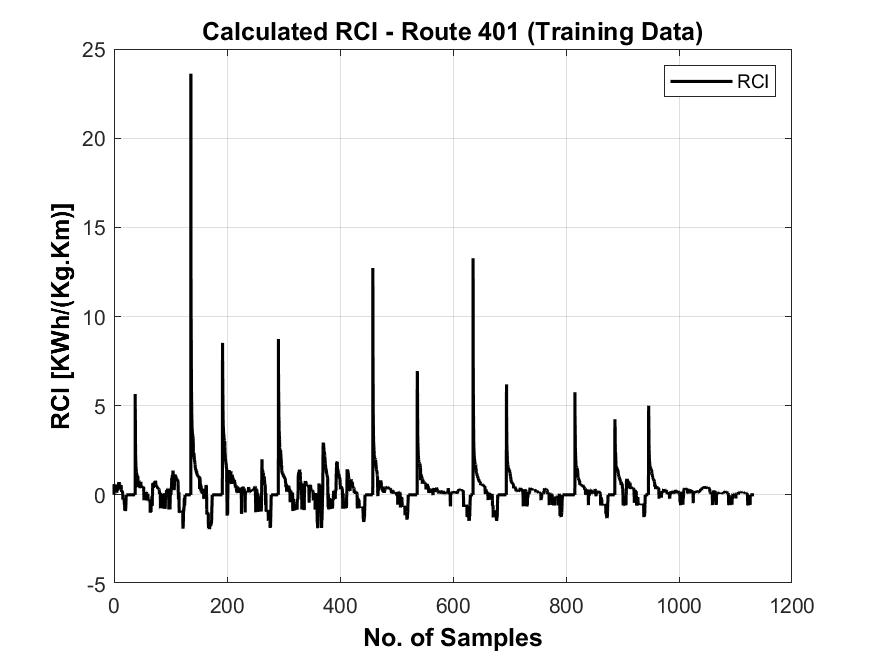 Calculated RCI - Route 401 (Training Data)
RCI
25
20
15
10
5
0
-5
RCI [KWh/(Kg.Km)]
0 200 400 600 800 1000 1200
No. of Samples